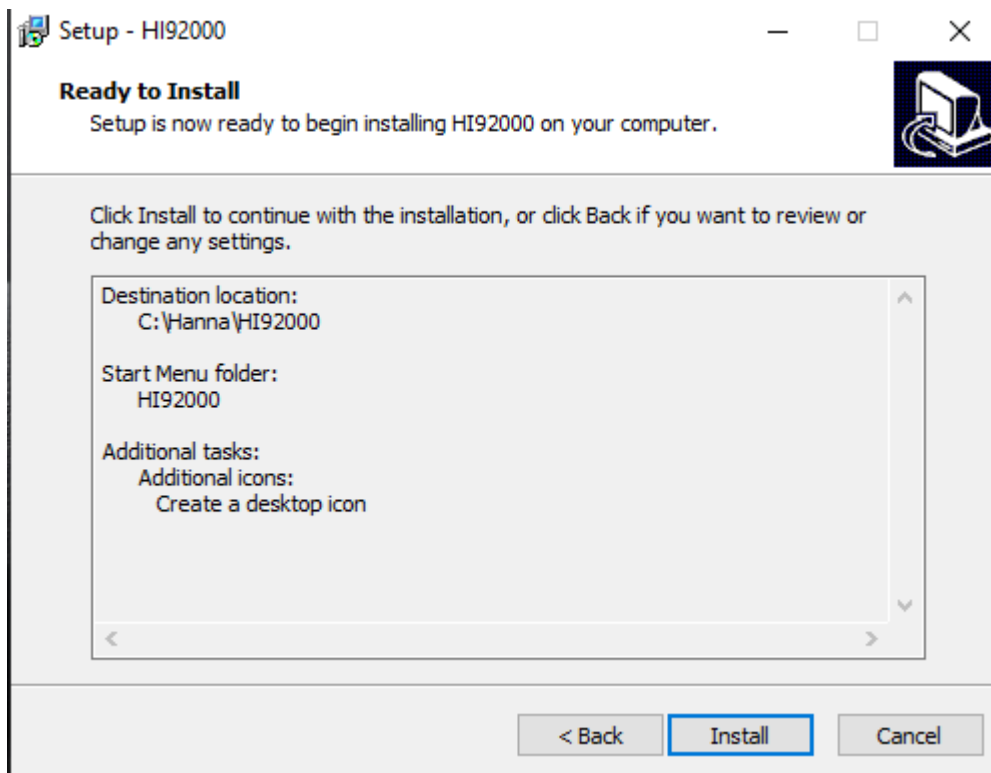 Setup - HI92000
Ready to Install
Setup is now ready to begin installing HI92000 on your computer.
Click Install to continue with the installation, or click Back if you want to review or
change any settings.
Destination location:
C:\Hanna\HI92000
Start Menu folder:
HI92000
Additional tasks:
Additional icons:
Create a desktop icon
< Back
Install
Cancel